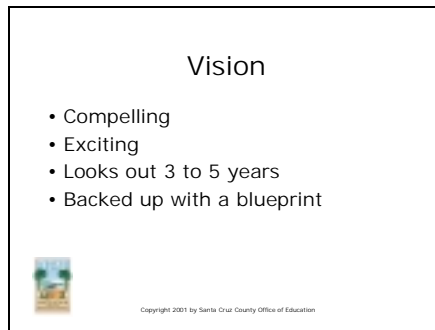 Vision
• Compelling
• Exciting
• Looks out 3 to 5 years
• Backed up with a blueprint
Copyright 2001 by Santa Cruz County Office of Education